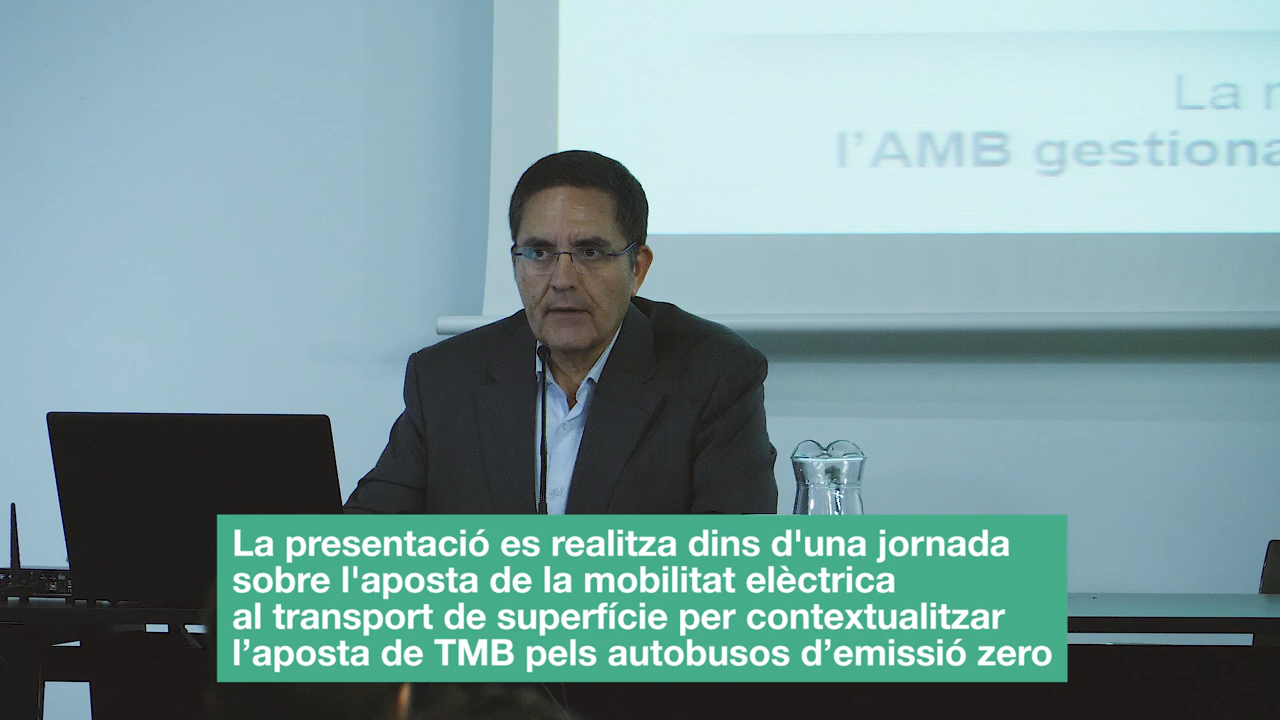 La
l’AMB gestiona
La presentació es realitza dins d'una jornada
sobre l'aposta de la mobilitat elèctrica
al transport de superfície per contextualitzar
l’aposta de TMB pels autobusos d’emissió zero